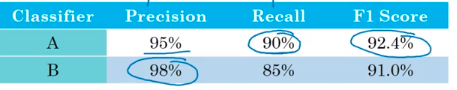 Classifier Precision Recall F1 Score
A 95% 90% 92.4%
B 98% 85% 91.0%